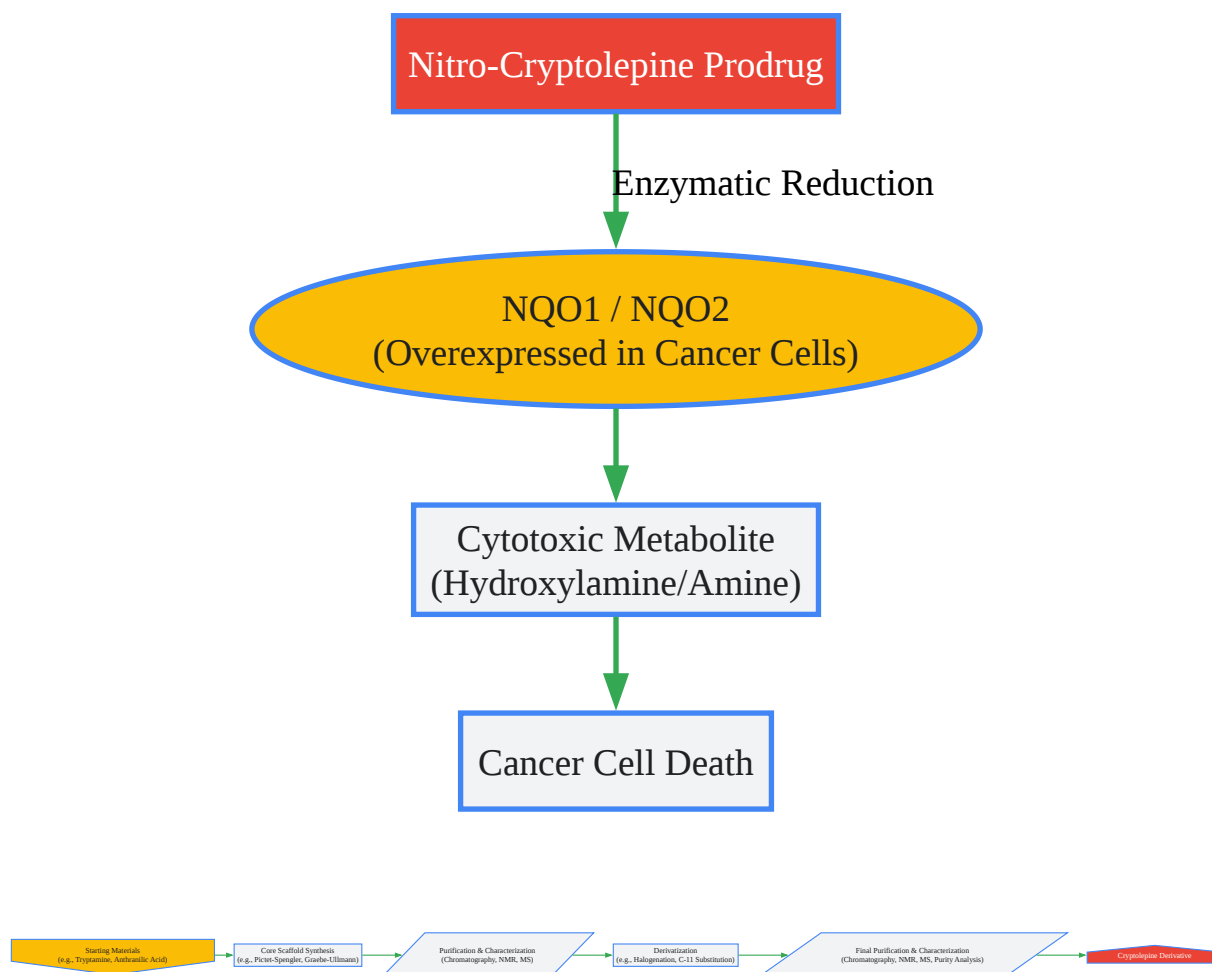 Nitro-Cryptolepine Prodrug
Enzymatic Reduction
NQO1 / NQO2
(Overexpressed in Cancer Cells)
Cytotoxic Metabolite
(Hydroxylamine/Amine)
Cancer Cell Death
Starting Materials
(e.g., Tryptamine, Anthranilic Acid)
Core Scaffold Synthesis
(e.g., Pictet-Spengler, Graebe-Ullmann)
Purification & Characterization
(Chromatography, NMR, MS)
Derivatization
(e.g., Halogenation, C-11 Substitution)
Final Purification & Characterization
(Chromatography, NMR, MS, Purity Analysis)
Cryptolepine Derivative